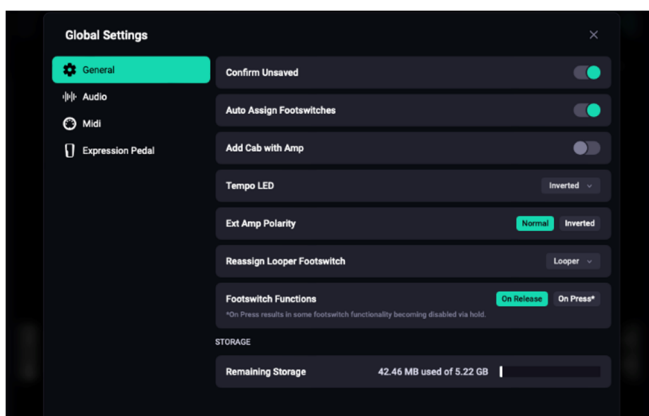 Global Settings
General
Audio
Midi
Expression Pedal
Confirm Unsaved
Auto Assign Footswitches
Add Cab with Amp
Tempo LED Inverted
Ext Amp Polarity Normal Inverted
Reassign Looper Footswitch Looper
Footswitch Functions On Release On Press*
*On Press results in some footswitch functionality becoming disabled via hold.
STORAGE
Remaining Storage 42.46 MB used of 5.22 GB